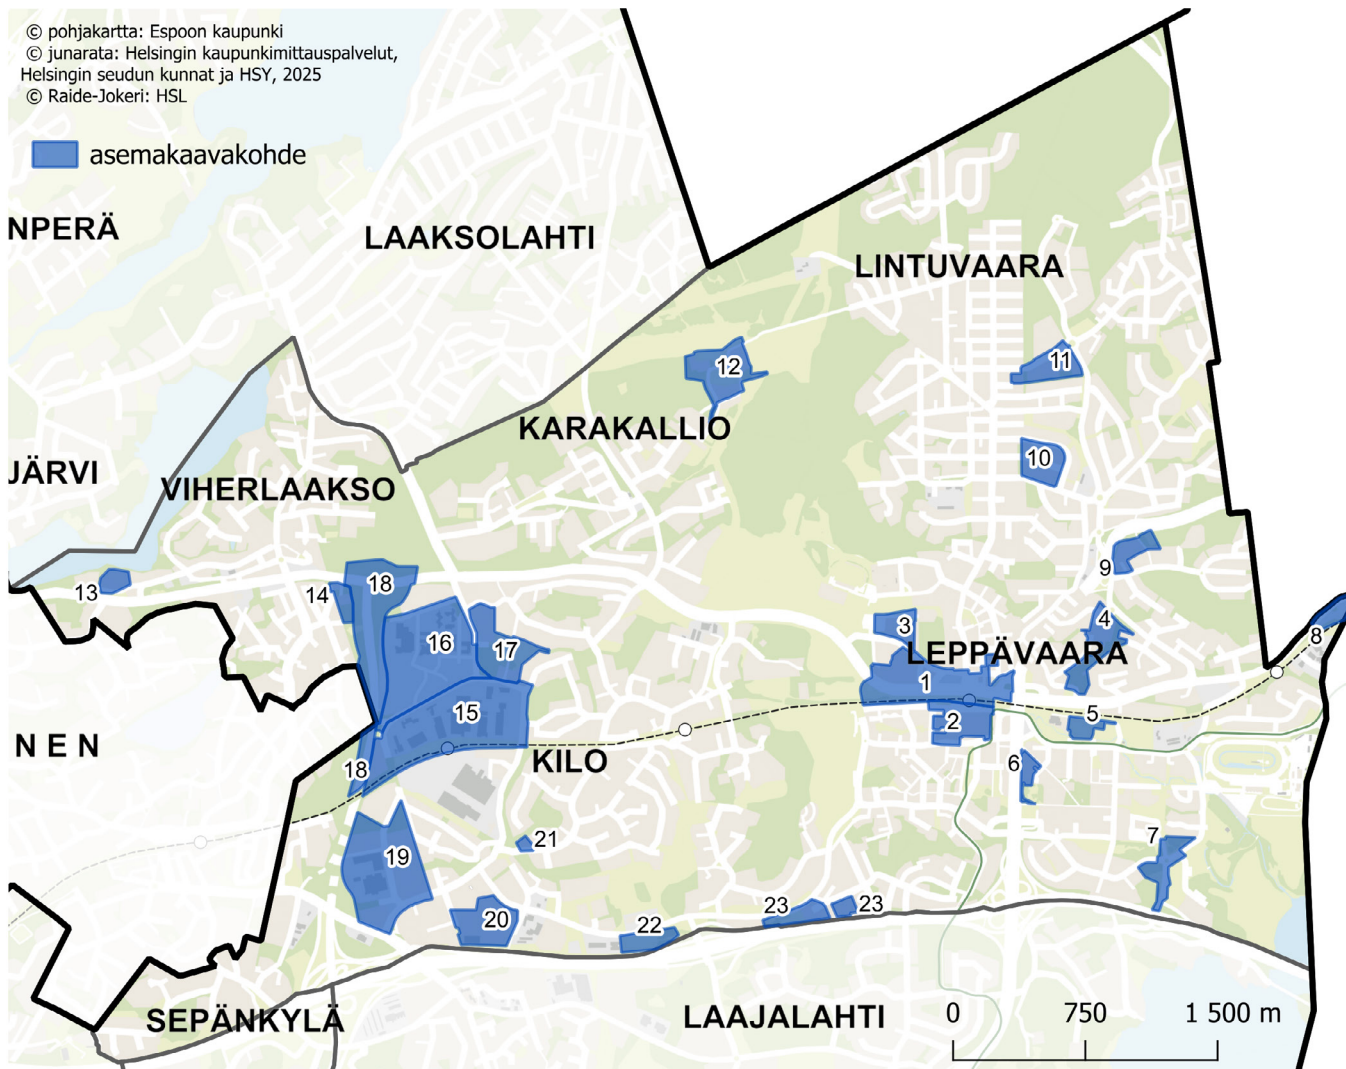 © pohjakartta: Espoon kaupunki
© junarata: Helsingin kaupunkimittauspalvelut,
Helsingin seudun kunnat ja HSY, 2025
© Raide-Jokeri: HSL
asemakaavakohde
NPERÄ
LAAKSOLAHTI
LINTUVAARA
12
11
KARAKALLIO
10
JÄRVI
VIHERLAAKSO
9
13
14
18
16
17
3
4
8
LEPPÄVAARA
1
15
2
5
N E N
18
KILO
6
21
7
19
20
22
23
23
SEPÄNKYLÄ
LAAJALAHTI
0 750 1 500 m